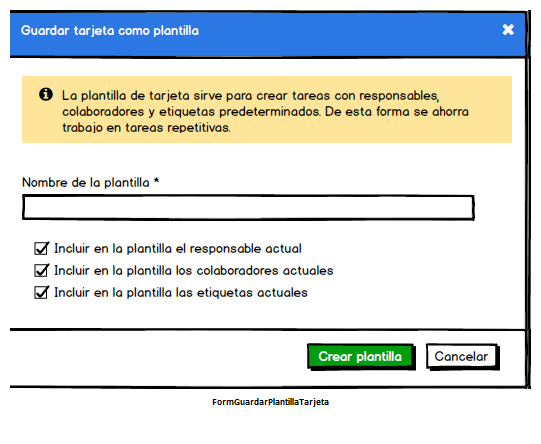 Guardar tarjeta como plantilla
La plantilla de tarjeta sirve para crear tareas con responsables,
colaboradores y etiquetas predeterminados. De esta forma se ahorra
trabajo en tareas repetitivas.
Nombre de la plantilla *
Incluir en la plantilla el responsable actual
Incluir en la plantilla los colaboradores actuales
Incluir en la plantilla las etiquetas actuales
Crear plantilla
Cancelar
FormGuardarPlantillaTarjeta